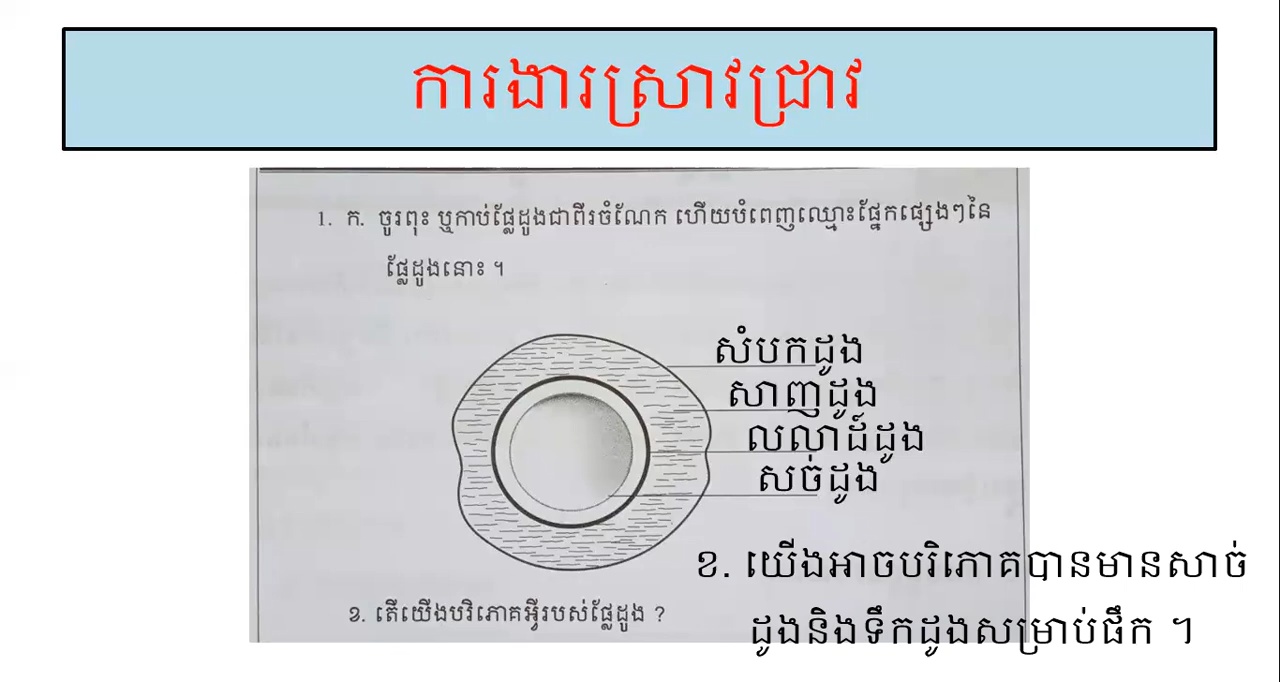 ការងារស្រាវជ្រាវ
1. ក. ចូរពុះ ឬកាប់ផ្លែដូងជាពីរចំណែក ហើយបំពេញឈ្មោះផ្នែកផ្សេងៗនៃ
ផ្លែដូងនោះ ។
សំបកដូង
សាញដូង
លលាដ៍ដូង
សច់ដូង
ខ. យើងអាចបរិភោគបានមានសាច់
ដូងនិងទឹកដូងសម្រាប់ផឹក ។
ខ. តើយើងបរិភោគអ្វីរបស់ផ្លែដូង ?